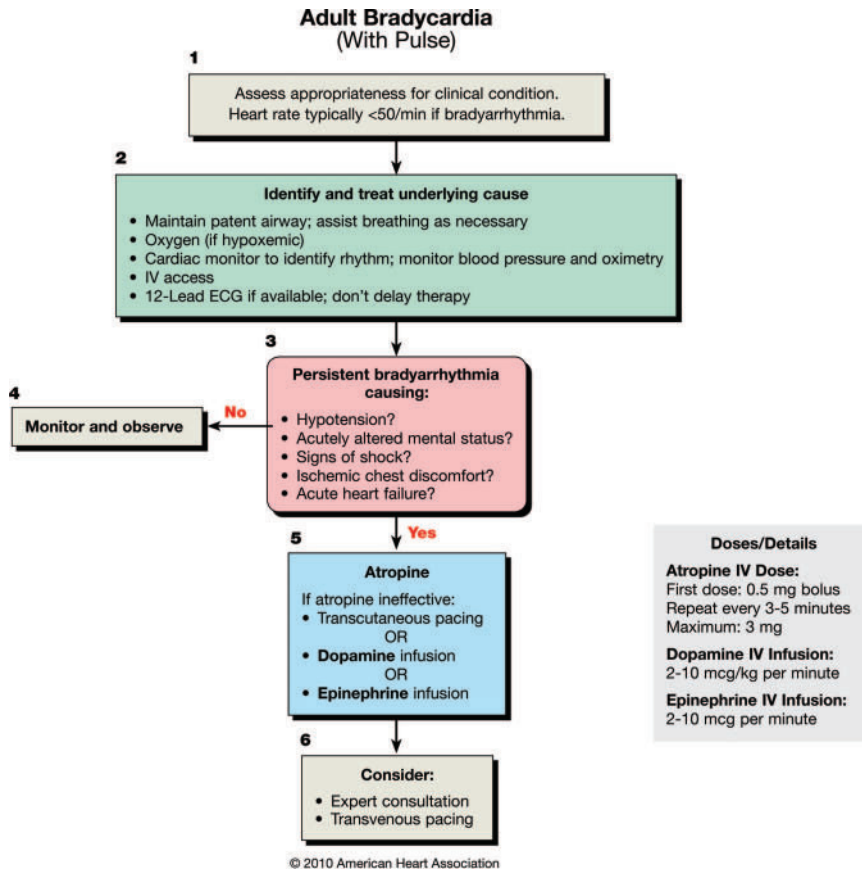 Adult Bradycardia
(With Pulse)
1
Assess appropriateness for clinical condition.
Heart rate typically <50/min if bradyarrhythmia.
2
Identify and treat underlying cause
• Maintain patent airway; assist breathing as necessary
• Oxygen (if hypoxemic)
• Cardiac monitor to identify rhythm; monitor blood pressure and oximetry
• IV access
• 12-Lead ECG if available; don't delay therapy
3
Persistent bradyarrhythmia
causing:
• Hypotension?
• Acutely altered mental status?
• Signs of shock?
• Ischemic chest discomfort?
• Acute heart failure?
No
4
Monitor and observe
Yes
5
Atropine
If atropine ineffective:
• Transcutaneous pacing
OR
• Dopamine infusion
OR
• Epinephrine infusion
6
Consider:
• Expert consultation
• Transvenous pacing
Doses/Details
Atropine IV Dose:
First dose: 0.5 mg bolus
Repeat every 3-5 minutes
Maximum: 3 mg
Dopamine IV Infusion:
2-10 mcg/kg per minute
Epinephrine IV Infusion:
2-10 mcg per minute
© 2010 American Heart Association